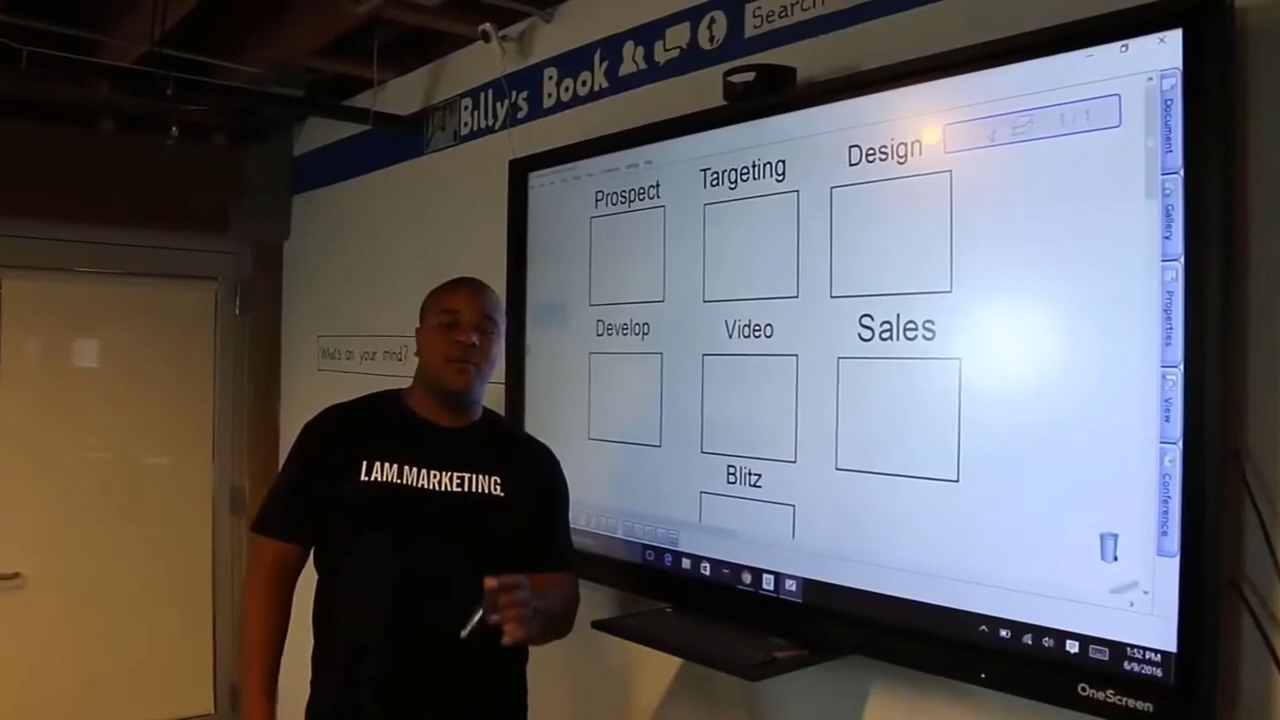 Billy's Book
Search
What's on your mind?
I.AM.MARKETING.
Prospect
Targeting
Design
1 / 1
Develop
Video
Sales
Blitz
Document
Gallery
Properties
View
Conference
1:52 PM
6/9/2016
OneScreen